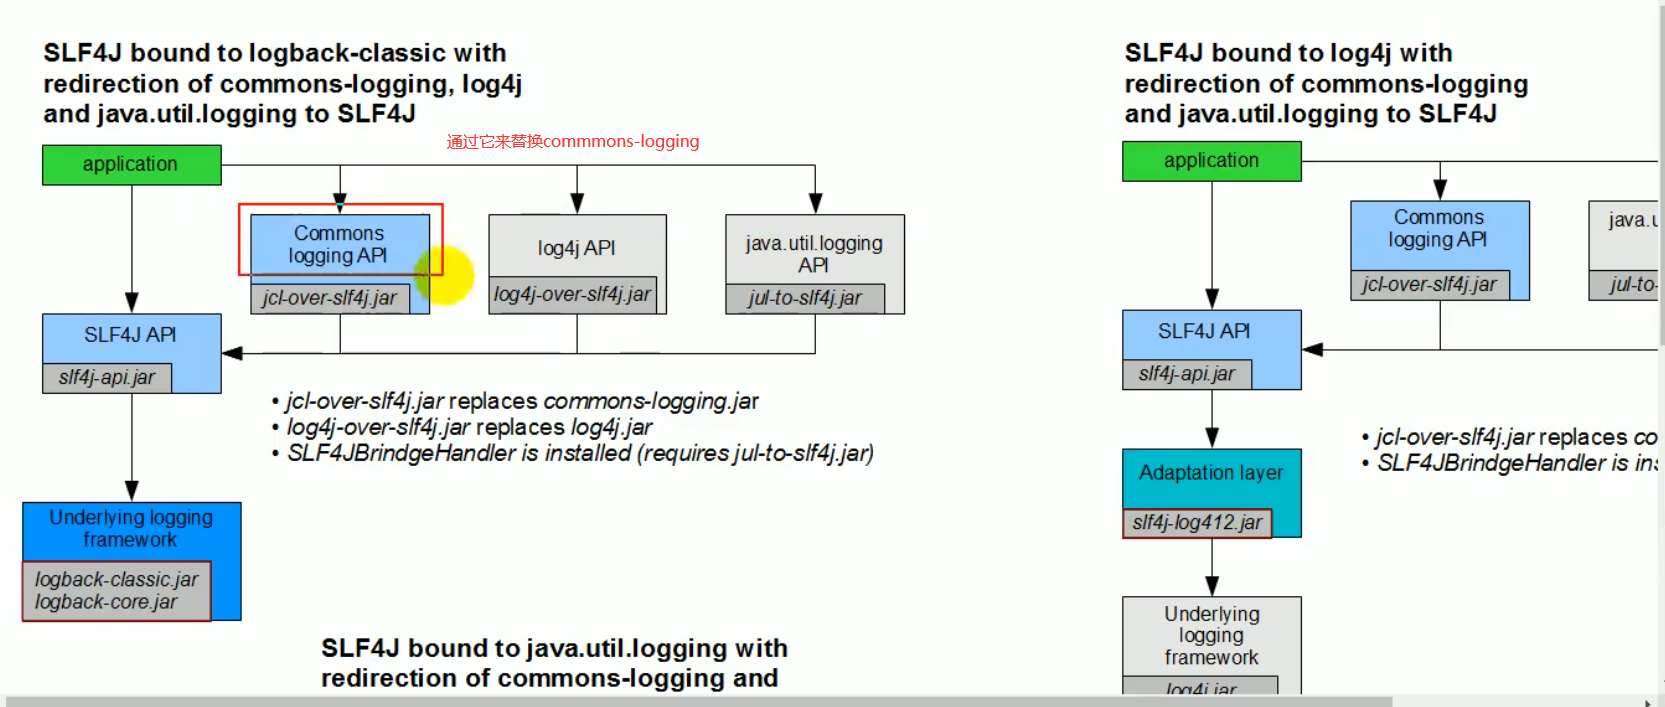 SLF4J bound to logback-classic with
redirection of commons-logging, log4j
and java.util.logging to SLF4J
通过它来替换commmons-logging
application
Commons
logging API
jcl-over-slf4j.jar
log4j API
log4j-over-slf4j.jar
java.util.logging
API
jul-to-slf4j.jar
SLF4J API
slf4j-api.jar
• jcl-over-slf4j.jar replaces commons-logging.jar
• log4j-over-slf4j.jar replaces log4j.jar
• SLF4JBrindgeHandler is installed (requires jul-to-slf4j.jar)
Underlying logging
framework
logback-classic.jar
logback-core.jar
SLF4J bound to java.util.logging with
redirection of commons-logging and
SLF4J bound to log4j with
redirection of commons-logging
and java.util.logging to SLF4J
application
Commons
logging API
jcl-over-slf4j.jar
java.u
jul-to-
SLF4J API
slf4j-api.jar
• jcl-over-slf4j.jar replaces co
• SLF4JBrindgeHandler is ins
Adaptation layer
slf4j-log412.jar
Underlying
logging
framework
log4j.jar